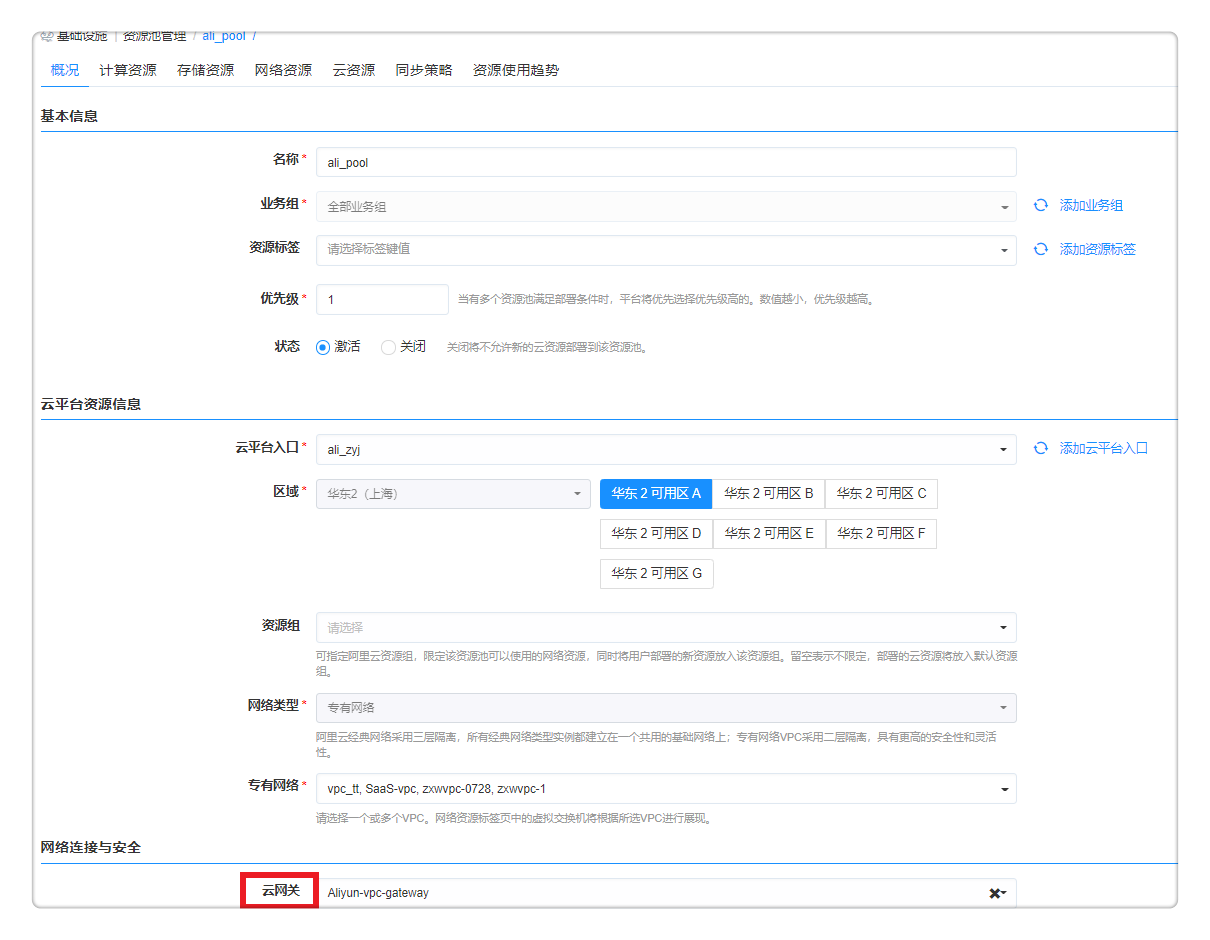 基础设施 | 资源池管理 / ali_pool /
概况 计算资源 存储资源 网络资源 云资源 同步策略 资源使用趋势
基本信息
名称* ali_pool
业务组* 全部业务组 添加业务组
资源标签 请选择标签键值 添加资源标签
优先级* 1 当有多个资源池满足部署条件时，平台将优先选择优先级高的。数值越小，优先级越高。
状态 激活 关闭 关闭将不允许新的云资源部署到该资源池。
云平台资源信息
云平台入口* ali_zyj 添加云平台入口
区域* 华东2（上海） 华东 2 可用区 A 华东 2 可用区 B 华东 2 可用区 C
华东 2 可用区 D 华东 2 可用区 E 华东 2 可用区 F
华东 2 可用区 G
资源组 请选择
可指定阿里云资源组，限定该资源池可以使用的网络资源，同时将用户部署的新资源放入该资源组。留空表示不限定，部署的云资源将放入默认资源
组。
网络类型* 专有网络
阿里云经典网络采用三层隔离，所有经典网络类型实例都建立在一个共用的基础网络上；专有网络VPC采用二层隔离，具有更高的安全性和灵活
性。
专有网络* vpc_tt, SaaS-vpc, zxwvpc-0728, zxwvpc-1
请选择一个或多个VPC。网络资源标签页中的虚拟交换机将根据所选VPC进行展现。
网络连接与安全
云网关 Aliyun-vpc-gateway